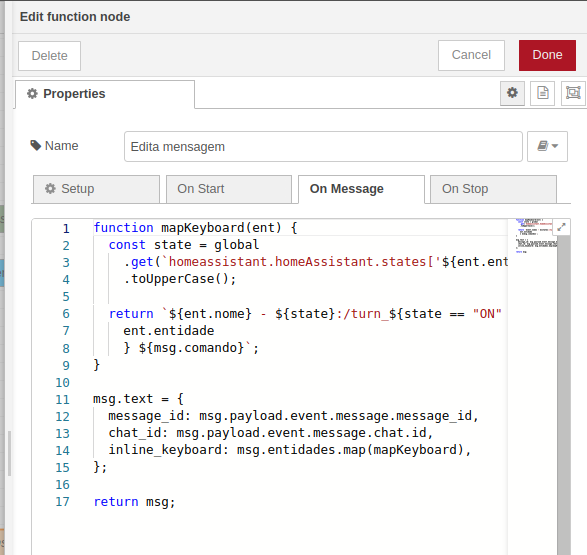 Edit function node
Delete
Cancel
Done
Properties
Name
Edita mensagem
Setup
On Start
On Message
On Stop
1 function mapKeyboard(ent) {
2   const state = global
3     .get(`homeassistant.homeAssistant.states['${ent.ent
4     .toUpperCase();
5
6   return `${ent.nome} - ${state}:/turn_${state == "ON"
7     ent.entidade
8     } ${msg.comando}`;
9 }
10
11 msg.text = {
12   message_id: msg.payload.event.message.message_id,
13   chat_id: msg.payload.event.message.chat.id,
14   inline_keyboard: msg.entidades.map(mapKeyboard),
15 };
16
17 return msg;